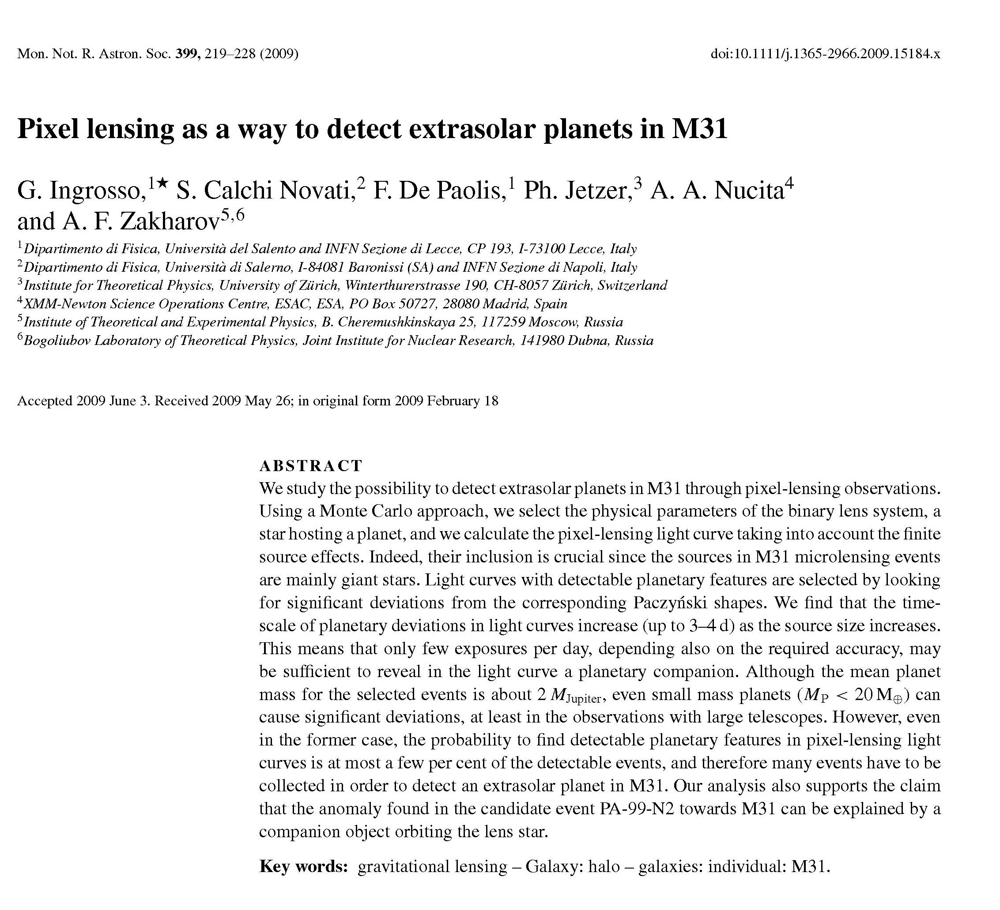 Mon. Not. R. Astron. Soc. 399, 219–228 (2009)
doi:10.1111/j.1365-2966.2009.15184.x
Pixel lensing as a way to detect extrasolar planets in M31
G. Ingrosso,1★ S. Calchi Novati,2 F. De Paolis,1 Ph. Jetzer,3 A. A. Nucita4
and A. F. Zakharov5,6
1Dipartimento di Fisica, Università del Salento and INFN Sezione di Lecce, CP 193, I-73100 Lecce, Italy
2Dipartimento di Fisica, Università di Salerno, I-84081 Baronissi (SA) and INFN Sezione di Napoli, Italy
3Institute for Theoretical Physics, University of Zürich, Winterthurerstrasse 190, CH-8057 Zürich, Switzerland
4XMM-Newton Science Operations Centre, ESAC, ESA, PO Box 50727, 28080 Madrid, Spain
5Institute of Theoretical and Experimental Physics, B. Cheremushkinskaya 25, 117259 Moscow, Russia
6Bogoliubov Laboratory of Theoretical Physics, Joint Institute for Nuclear Research, 141980 Dubna, Russia
Accepted 2009 June 3. Received 2009 May 26; in original form 2009 February 18
ABSTRACT
We study the possibility to detect extrasolar planets in M31 through pixel-lensing observations.
Using a Monte Carlo approach, we select the physical parameters of the binary lens system, a
star hosting a planet, and we calculate the pixel-lensing light curve taking into account the finite
source effects. Indeed, their inclusion is crucial since the sources in M31 microlensing events
are mainly giant stars. Light curves with detectable planetary features are selected by looking
for significant deviations from the corresponding Paczyński shapes. We find that the time-
scale of planetary deviations in light curves increase (up to 3–4 d) as the source size increases.
This means that only few exposures per day, depending also on the required accuracy, may
be sufficient to reveal in the light curve a planetary companion. Although the mean planet
mass for the selected events is about 2 MJupiter, even small mass planets (MP < 20 M⊕) can
cause significant deviations, at least in the observations with large telescopes. However, even
in the former case, the probability to find detectable planetary features in pixel-lensing light
curves is at most a few per cent of the detectable events, and therefore many events have to be
collected in order to detect an extrasolar planet in M31. Our analysis also supports the claim
that the anomaly found in the candidate event PA-99-N2 towards M31 can be explained by a
companion object orbiting the lens star.
Key words: gravitational lensing – Galaxy: halo – galaxies: individual: M31.